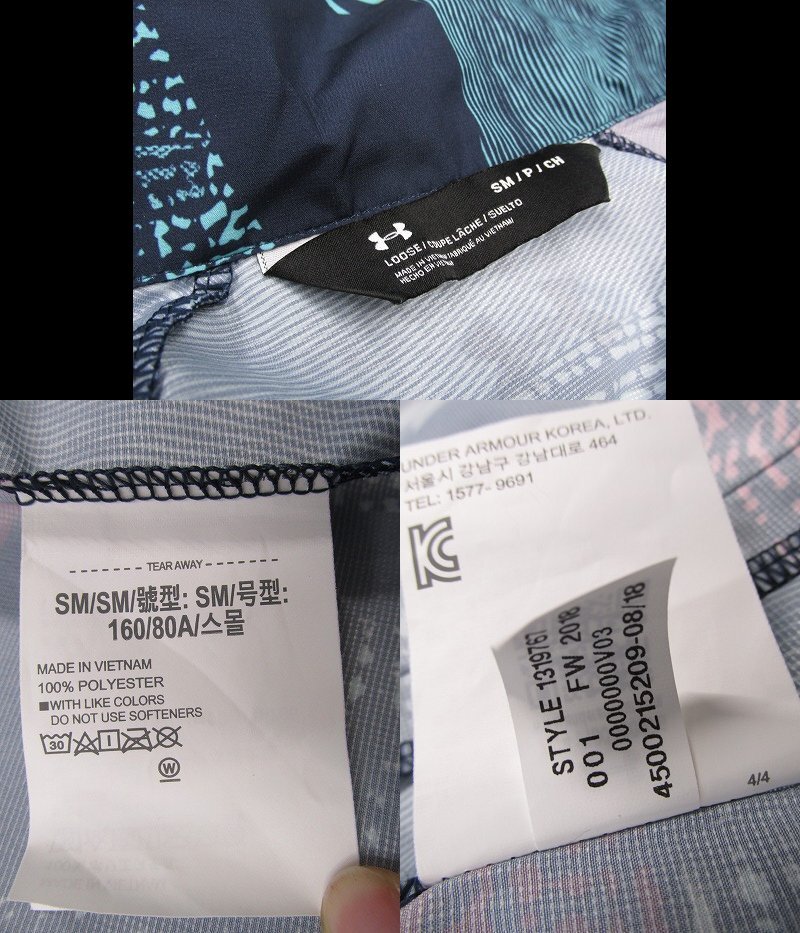 SM / P / CH
LOOSE / COUPE LÂCHE / SUELTO
MADE IN VIETNAM/FABRIQUÉ AU VIETNAM
HECHO EN VIETNAM
TEAR AWAY
SM/SM/號型: SM/号型:
160/80A/스몰
MADE IN VIETNAM
100% POLYESTER
■WITH LIKE COLORS
DO NOT USE SOFTENERS
30
W
UNDER ARMOUR KOREA, LTD.
서울시 강남구 강남대로 464
TEL: 1577- 9691
STYLE 1319761
001 FW 2018
0000000V03
4500215209-08/18
4/4